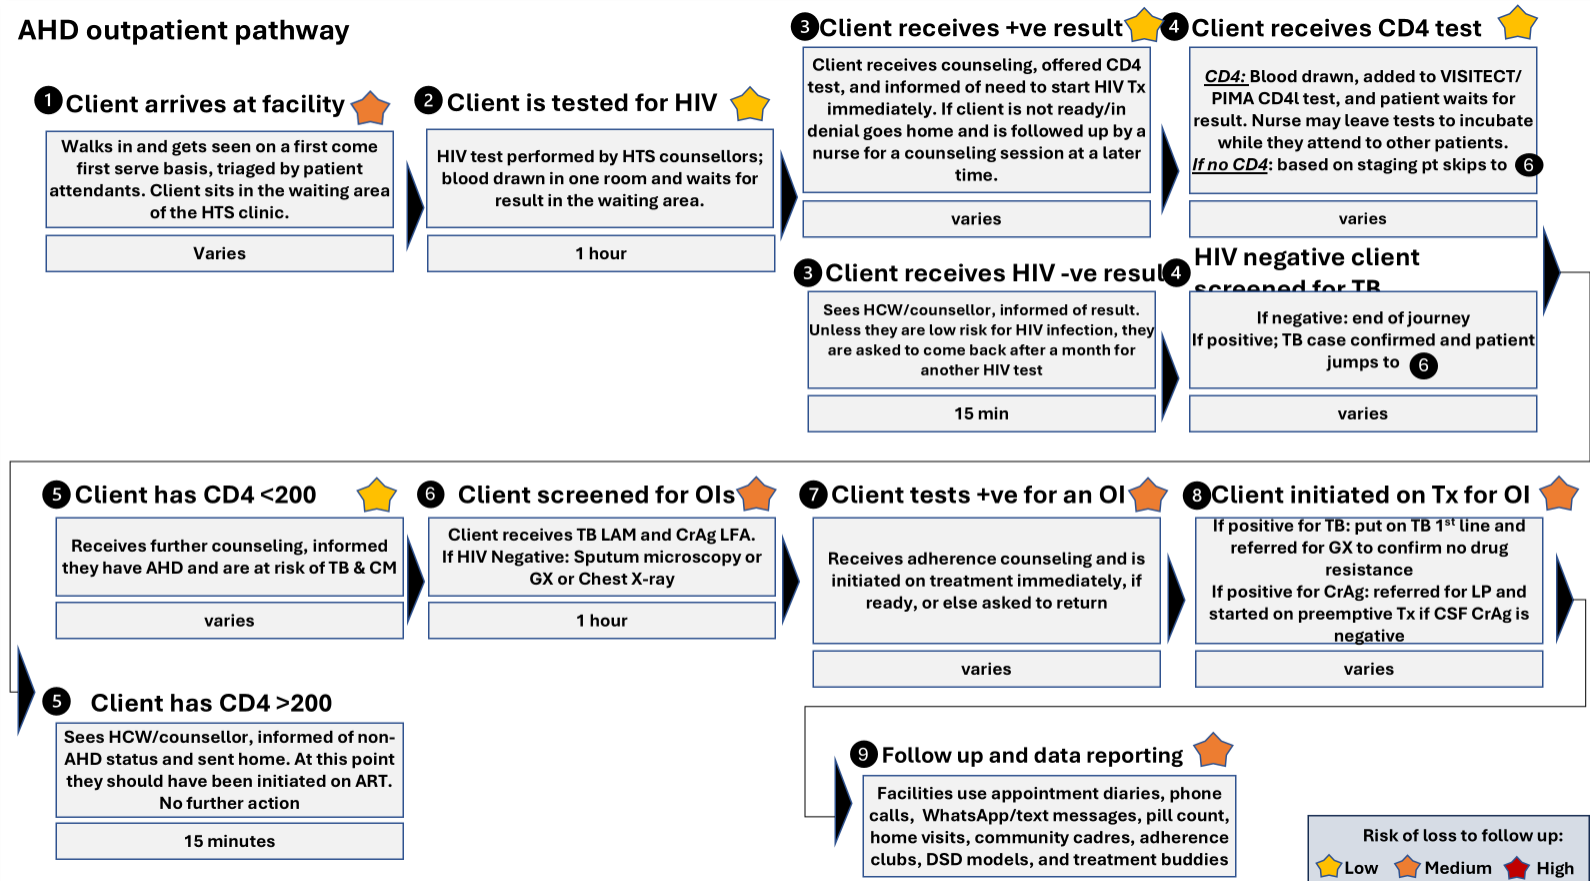 AHD outpatient pathway
1 Client arrives at facility
Walks in and gets seen on a first come
first serve basis, triaged by patient
attendants. Client sits in the waiting area
of the HTS clinic.
Varies
2 Client is tested for HIV
HIV test performed by HTS counsellors;
blood drawn in one room and waits for
result in the waiting area.
1 hour
3 Client receives +ve result
Client receives counseling, offered CD4
test, and informed of need to start HIV Tx
immediately. If client is not ready/in
denial goes home and is followed up by a
nurse for a counseling session at a later
time.
varies
4 Client receives CD4 test
CD4: Blood drawn, added to VISITECT/
PIMA CD4l test, and patient waits for
result. Nurse may leave tests to incubate
while they attend to other patients.
If no CD4: based on staging pt skips to 6
varies
3 Client receives HIV -ve resul
Sees HCW/counsellor, informed of result.
Unless they are low risk for HIV infection, they
are asked to come back after a month for
another HIV test
15 min
4 HIV negative client
screened for TB
If negative: end of journey
If positive; TB case confirmed and patient
jumps to 6
varies
5 Client has CD4 <200
Receives further counseling, informed
they have AHD and are at risk of TB & CM
varies
6 Client screened for OIs
Client receives TB LAM and CrAg LFA.
If HIV Negative: Sputum microscopy or
GX or Chest X-ray
1 hour
7 Client tests +ve for an OI
Receives adherence counseling and is
initiated on treatment immediately, if
ready, or else asked to return
varies
8 Client initiated on Tx for OI
If positive for TB: put on TB 1st line and
referred for GX to confirm no drug
resistance
If positive for CrAg: referred for LP and
started on preemptive Tx if CSF CrAg is
negative
varies
5 Client has CD4 >200
Sees HCW/counsellor, informed of non-
AHD status and sent home. At this point
they should have been initiated on ART.
No further action
15 minutes
9 Follow up and data reporting
Facilities use appointment diaries, phone
calls, WhatsApp/text messages, pill count,
home visits, community cadres, adherence
clubs, DSD models, and treatment buddies
Risk of loss to follow up:
Low Medium High